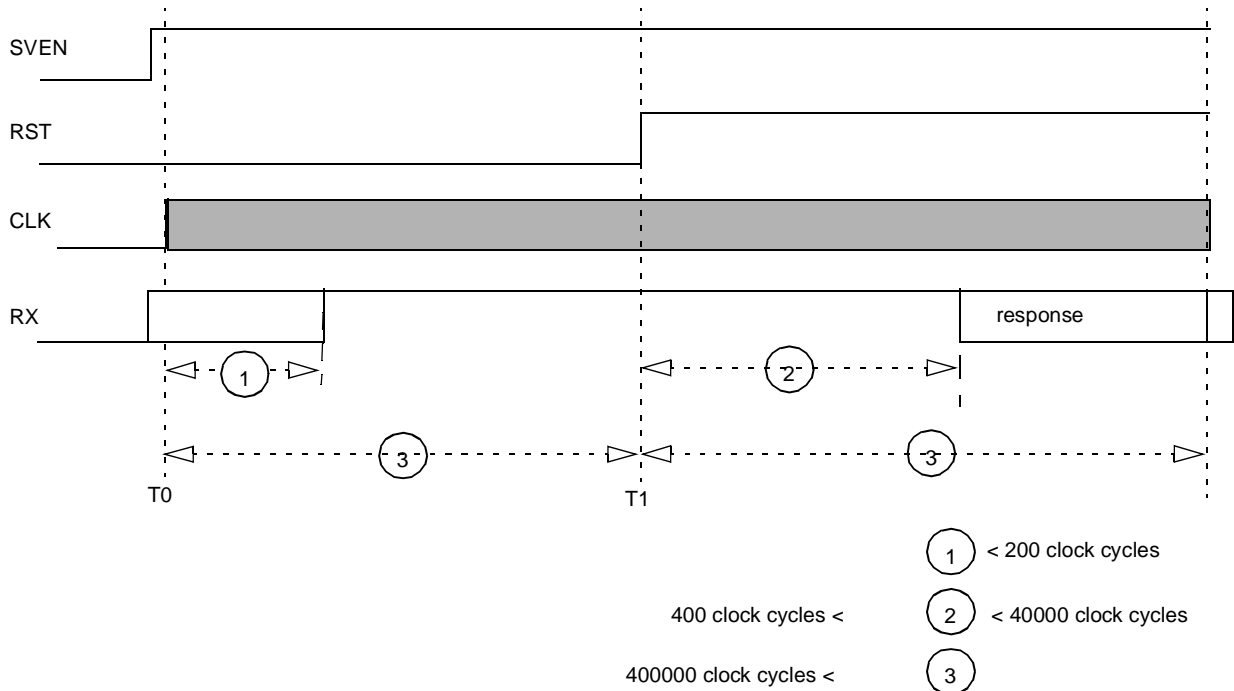 SVEN
RST
CLK
RX
response
1
2
3
3
T0
T1
1 < 200 clock cycles
400 clock cycles < 2 < 40000 clock cycles
400000 clock cycles < 3